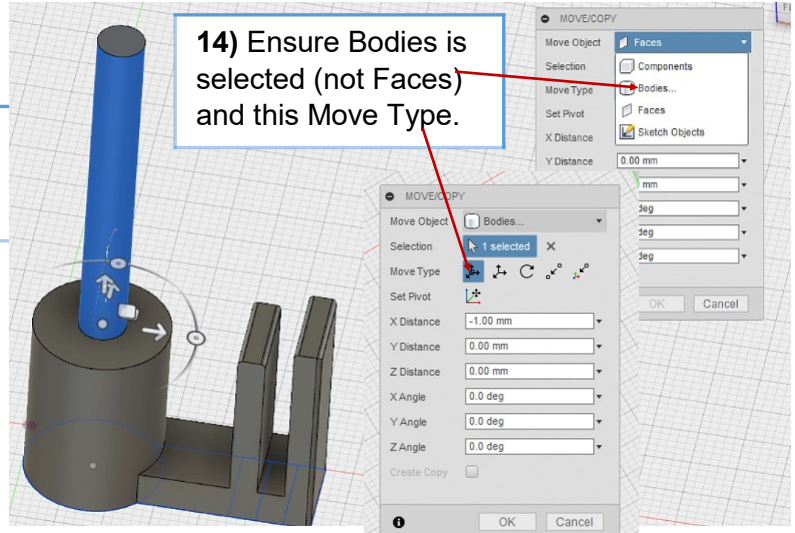 14) Ensure Bodies is
selected (not Faces)
and this Move Type.
MOVE/COPY
Move Object Faces
Selection Components
Move Type Bodies...
Set Pivot Faces
X Distance Sketch Objects
Y Distance 0.00 mm
mm
deg
deg
deg
OK Cancel
MOVE/COPY
Move Object Bodies...
Selection 1 selected
Move Type
Set Pivot
X Distance -1.00 mm
Y Distance 0.00 mm
Z Distance 0.00 mm
X Angle 0.0 deg
Y Angle 0.0 deg
Z Angle 0.0 deg
Create Copy
OK Cancel